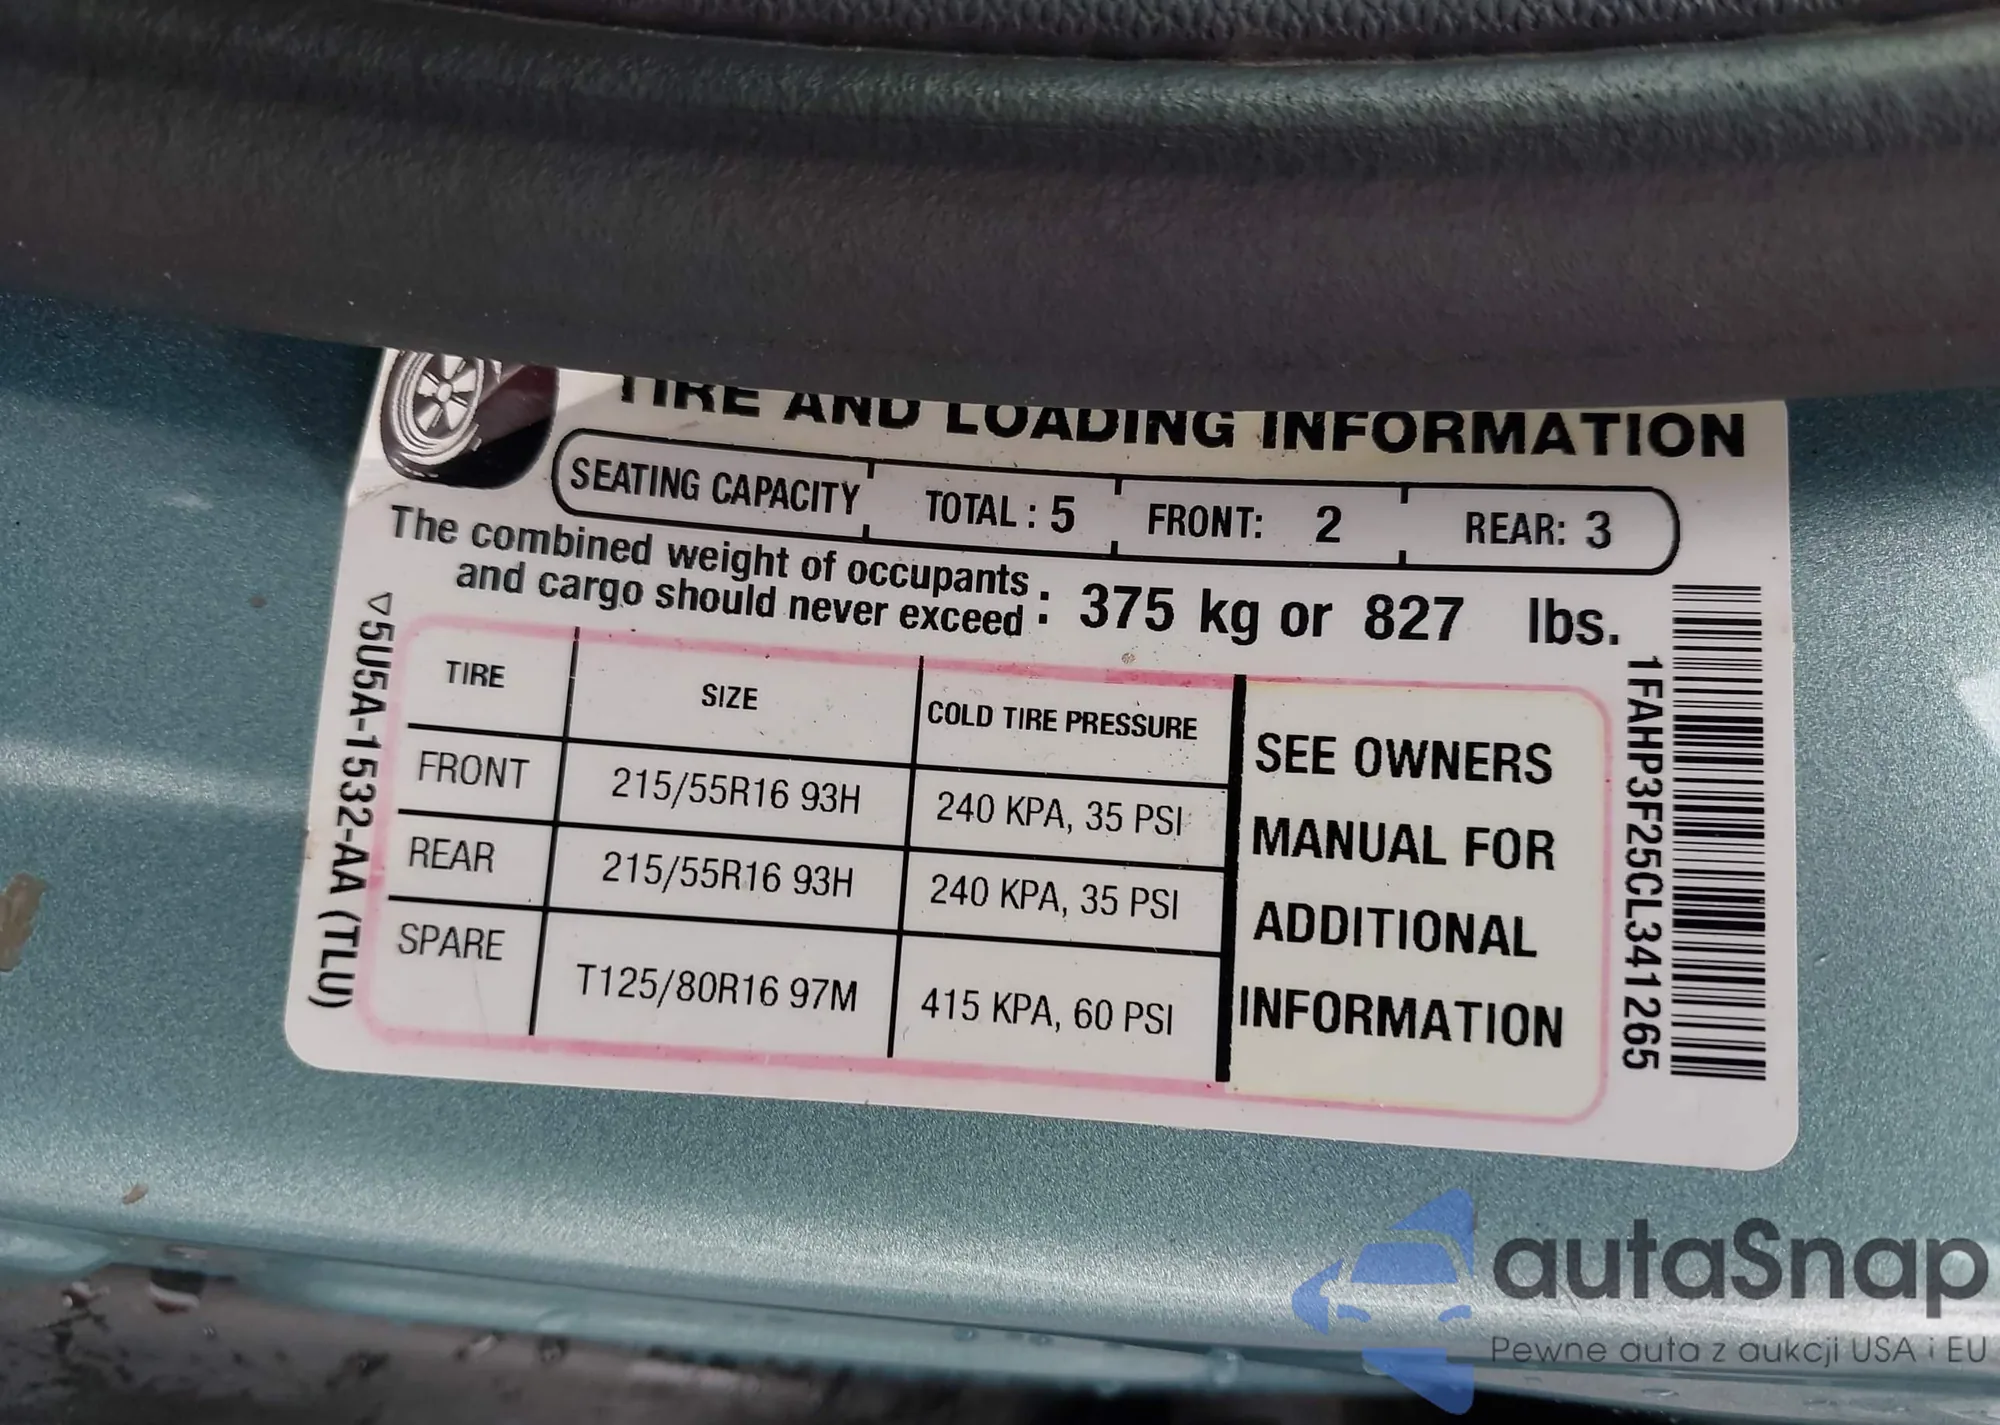 TIRE AND LOADING INFORMATION
SEATING CAPACITY TOTAL : 5 FRONT: 2 REAR: 3
The combined weight of occupants
and cargo should never exceed : 375 kg or 827 lbs.
TIRE SIZE COLD TIRE PRESSURE
FRONT 215/55R16 93H 240 KPA, 35 PSI
REAR 215/55R16 93H 240 KPA, 35 PSI
SPARE T125/80R16 97M 415 KPA, 60 PSI
SEE OWNERS
MANUAL FOR
ADDITIONAL
INFORMATION
5U5A-1532-AA (TLU)
1FAHP3F25CL341265
autaSnap
Pewne auta z aukcji USA i EU